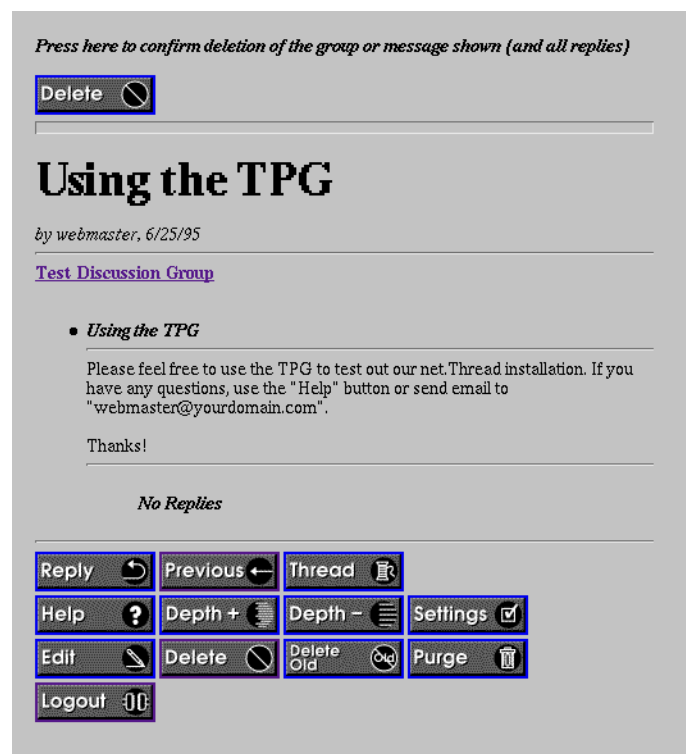 Press here to confirm deletion of the group or message shown (and all replies)
Delete
Using the TPG
by webmaster, 6/25/95
Test Discussion Group
Using the TPG
Please feel free to use the TPG to test out our net.Thread installation. If you
have any questions, use the "Help" button or send email to
"webmaster@yourdomain.com".
Thanks!
No Replies
Reply Previous Thread
Help Depth + Depth - Settings
Edit Delete Delete Old Old Purge
Logout